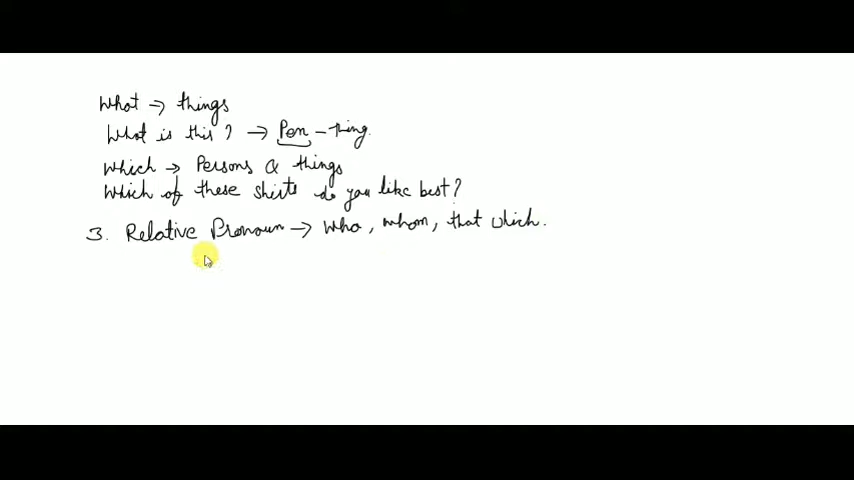 What → things
What is this? → Pen - Thing.
Which → Persons & things
Which of these shirts do you like best?
3. Relative Pronoun → Who, whom, that which.